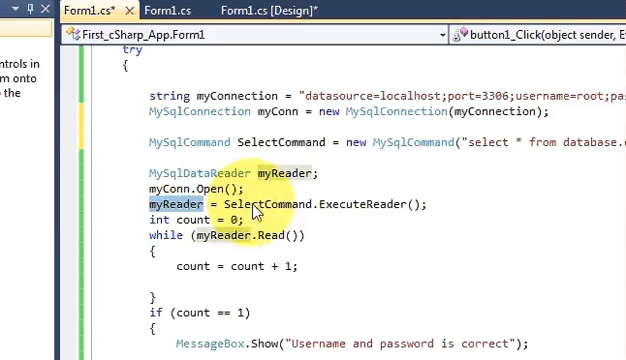 Form1.cs* Form1.cs Form1.cs [Design]*
First_cSharp_App.Form1 button1_Click(object sender,
ntrols in
onto
o the
try
{
string myConnection = "datasource=localhost;port=3306;username=root;pas
MySqlConnection myConn = new MySqlConnection(myConnection);
MySqlCommand SelectCommand = new MySqlCommand("select * from database.
MySqlDataReader myReader;
myConn.Open();
myReader = SelectCommand.ExecuteReader();
int count = 0;
while (myReader.Read())
{
count = count + 1;
}
if (count == 1)
{
MessageBox.Show("Username and password is correct");